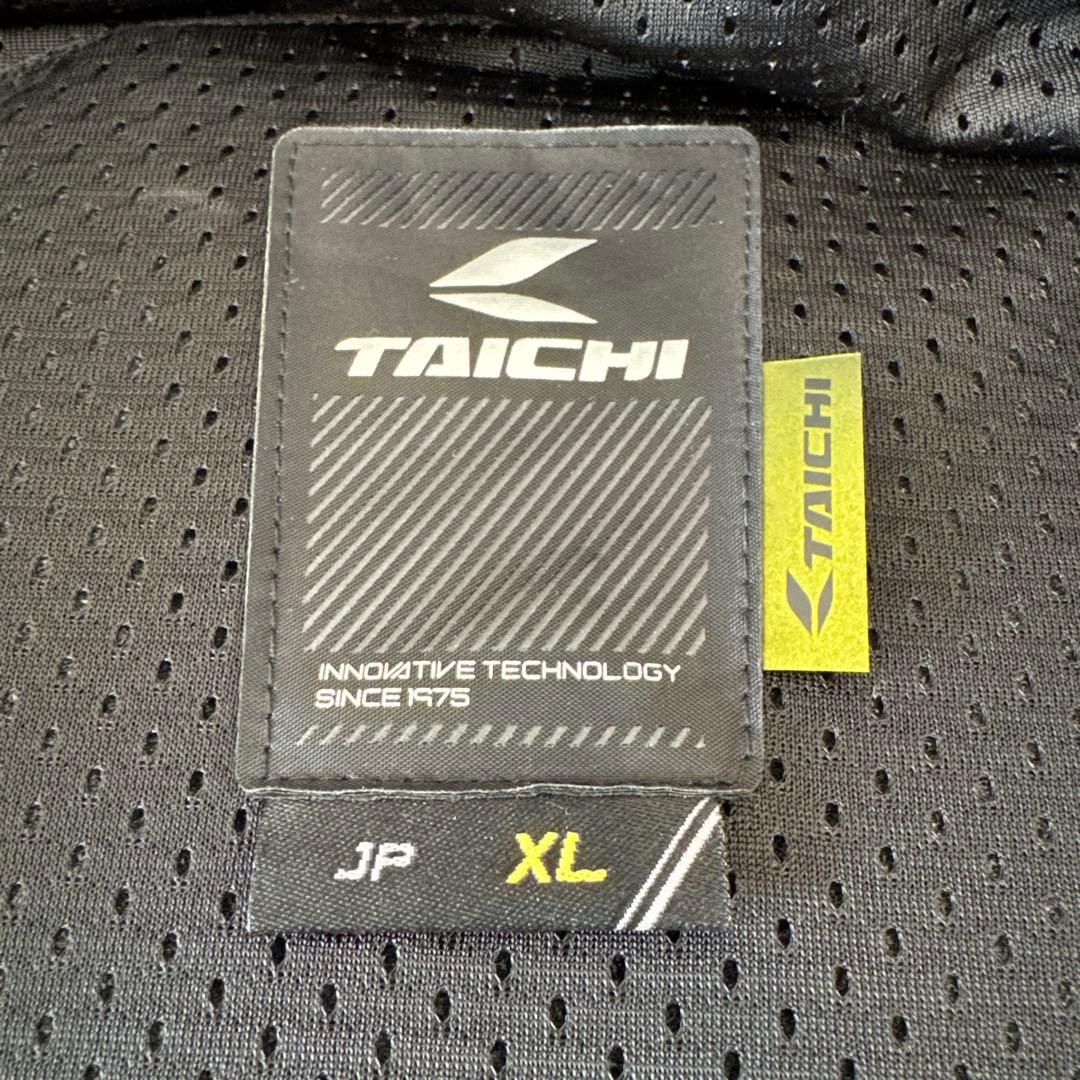 TAICHI
TAICHI
INNOVATIVE TECHNOLOGY
SINCE 1975
JP XL